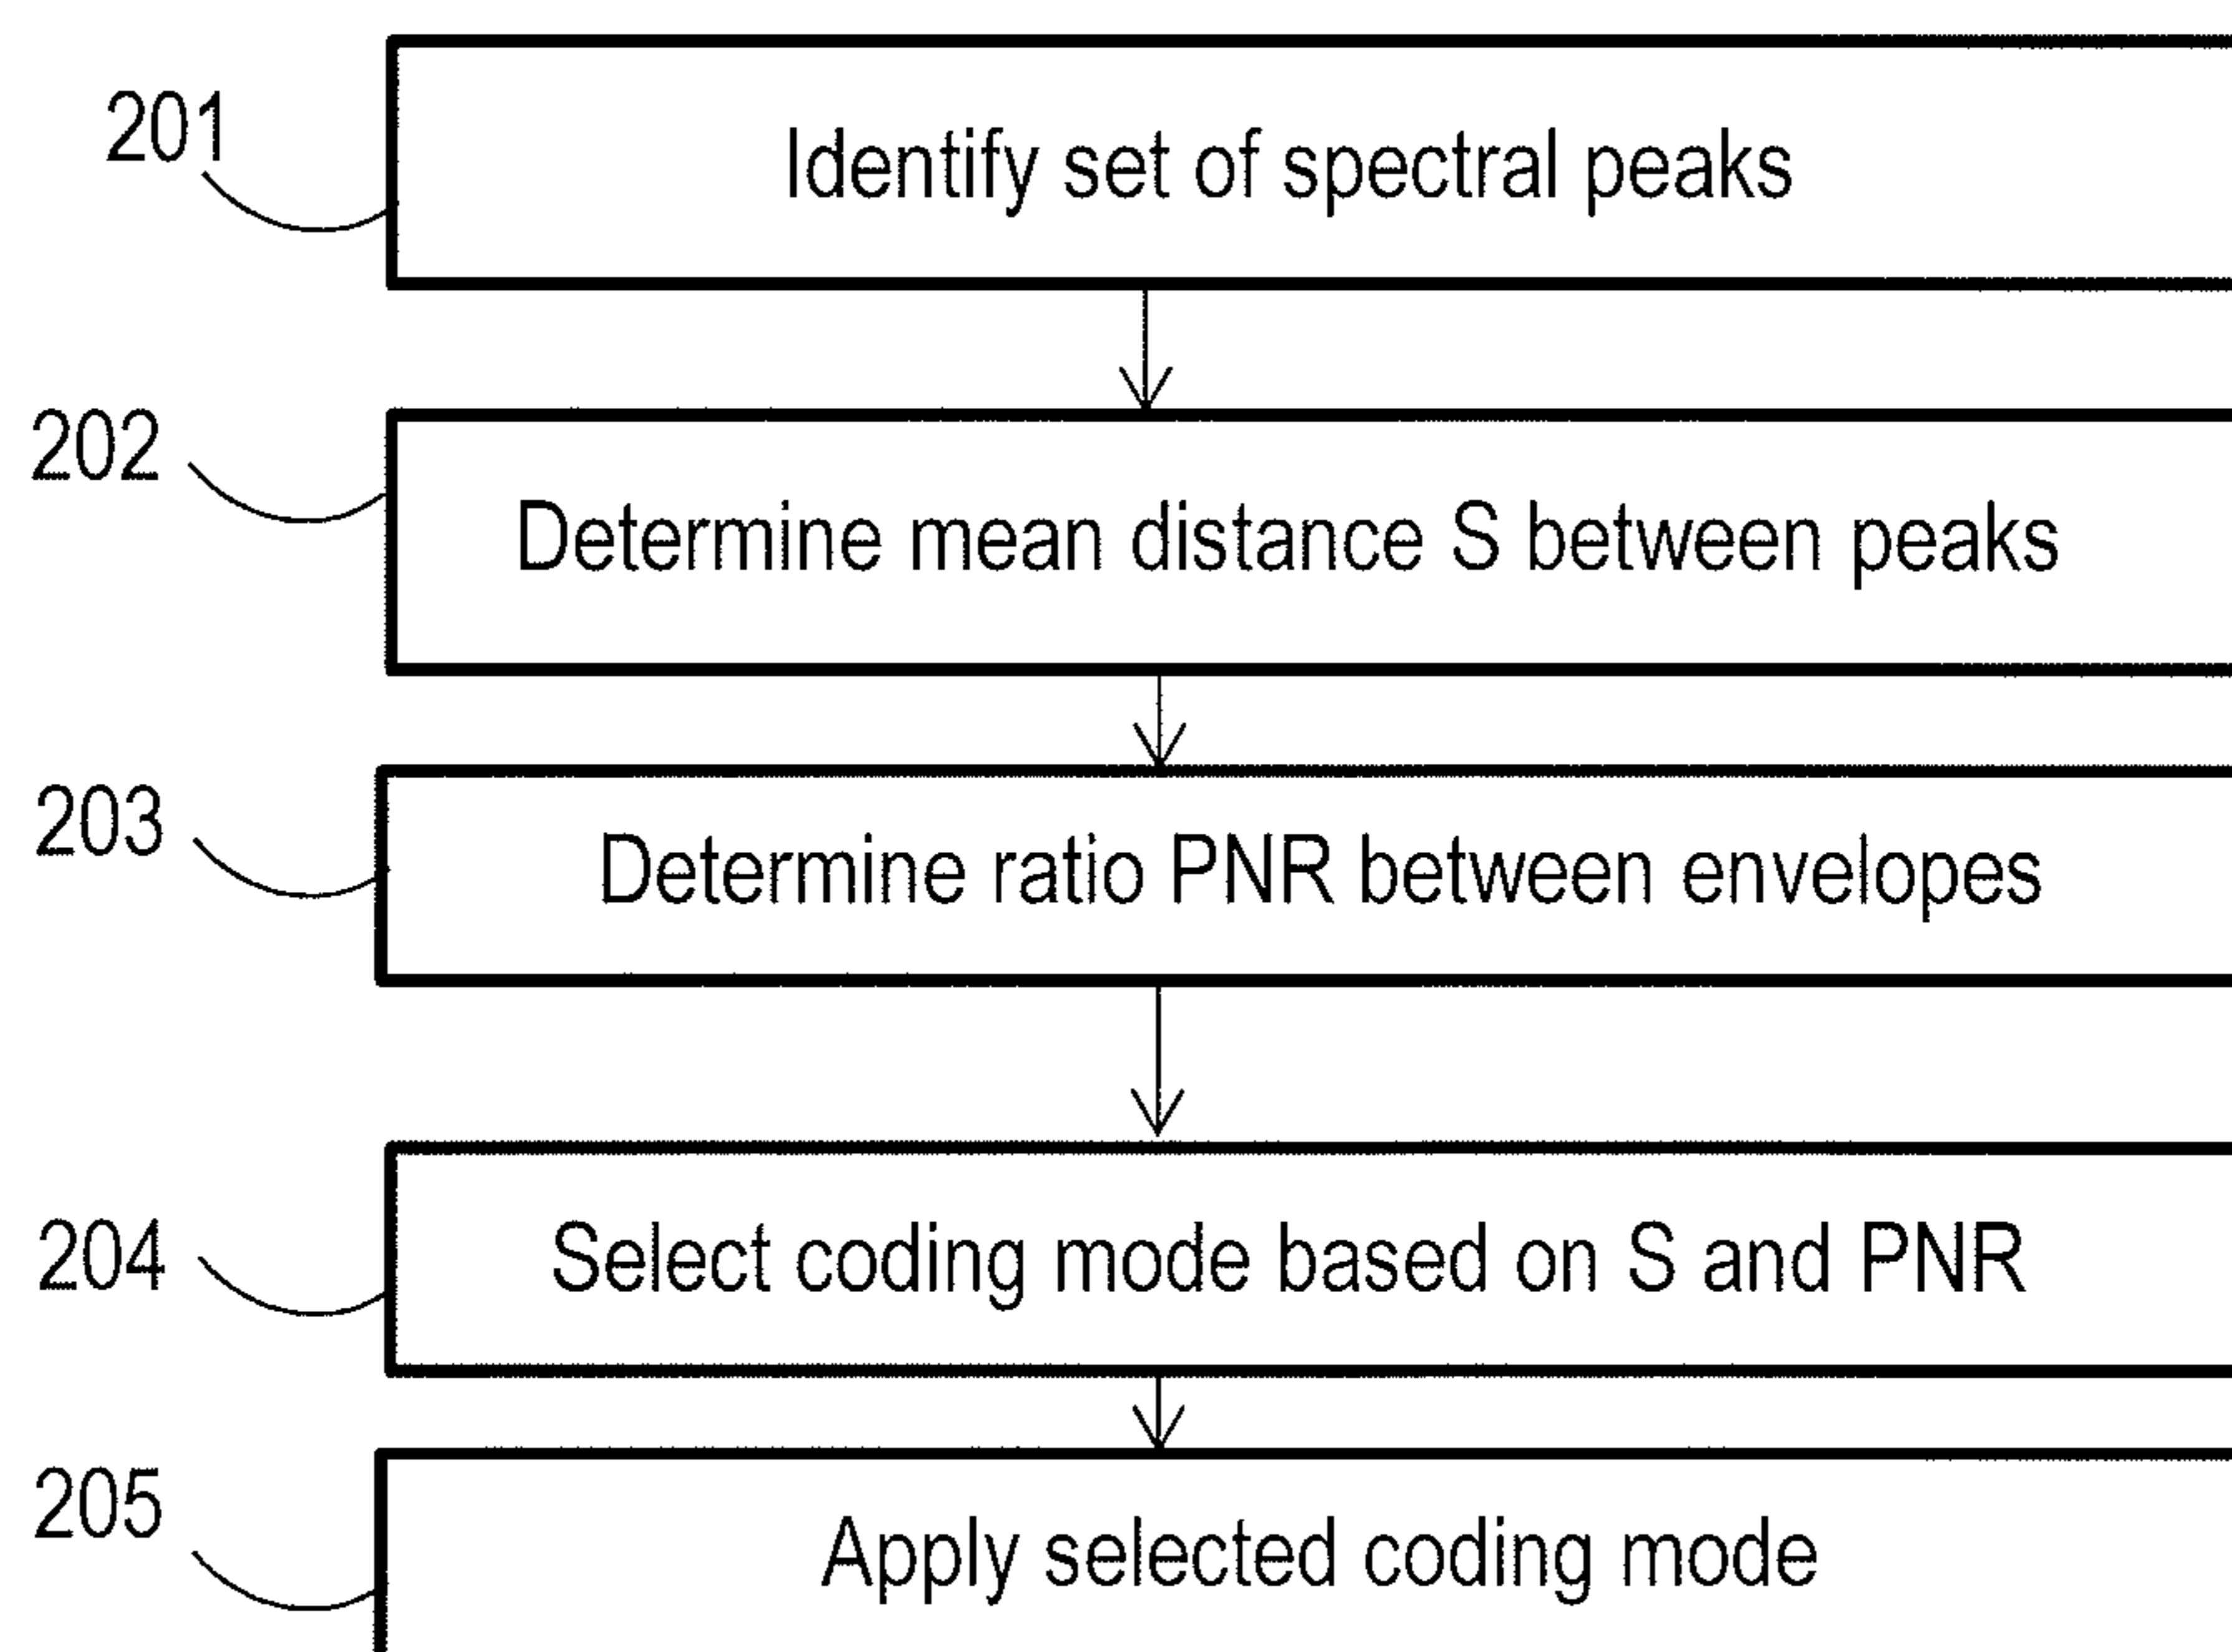 201
Identify set of spectral peaks
202
Determine mean distance S between peaks
203
Determine ratio PNR between envelopes
204
Select coding mode based on S and PNR
205
Apply selected coding mode